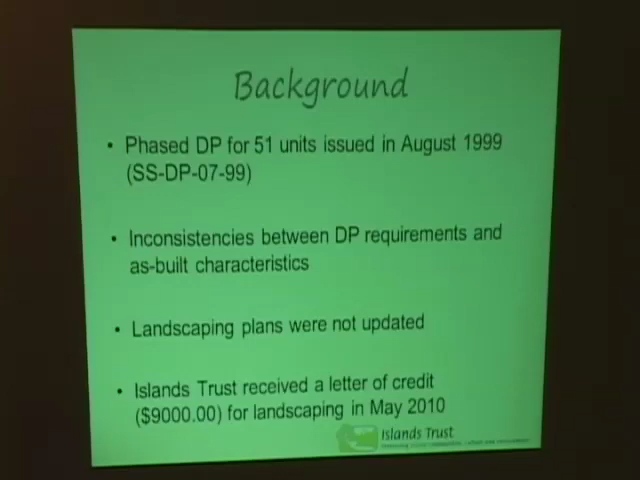 Background
• Phased DP for 51 units issued in August 1999
(SS-DP-07-99)
• Inconsistencies between DP requirements and
as-built characteristics
• Landscaping plans were not updated
• Islands Trust received a letter of credit
($9000.00) for landscaping in May 2010
Islands Trust